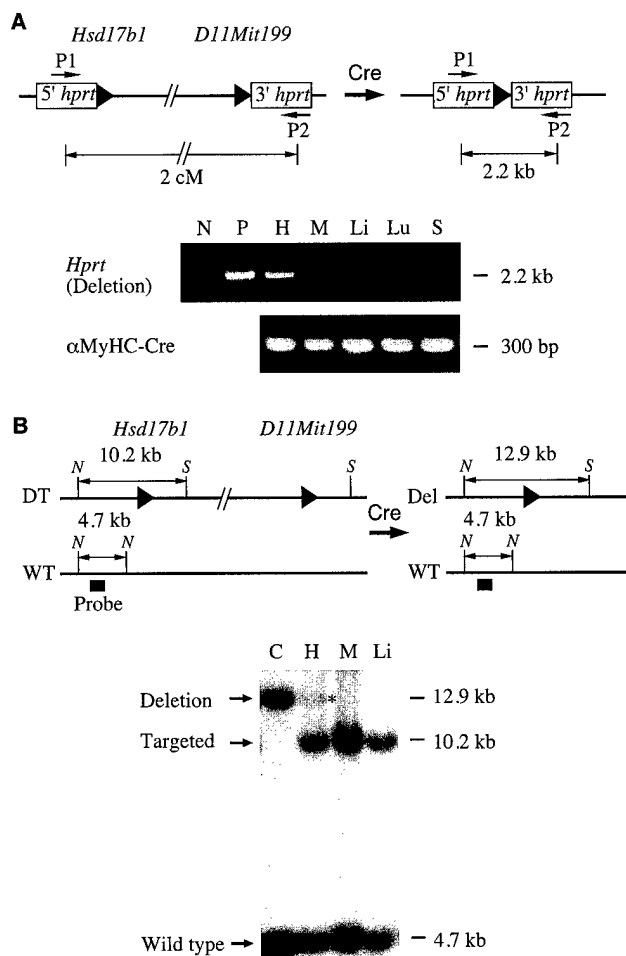 A
Hsd17b1 D11Mit199
P1 P1
Cre
5' hprt 3' hprt 5' hprt 3' hprt
P2 P2
2 cM 2.2 kb
N P H M Li Lu S
Hprt
(Deletion) – 2.2 kb
αMyHC-Cre – 300 bp
B
Hsd17b1 D11Mit199
10.2 kb 12.9 kb
N S S N S
DT Del
4.7 kb Cre 4.7 kb
N N N N
WT WT
Probe
C H M Li
Deletion * – 12.9 kb
Targeted – 10.2 kb
Wild type – 4.7 kb